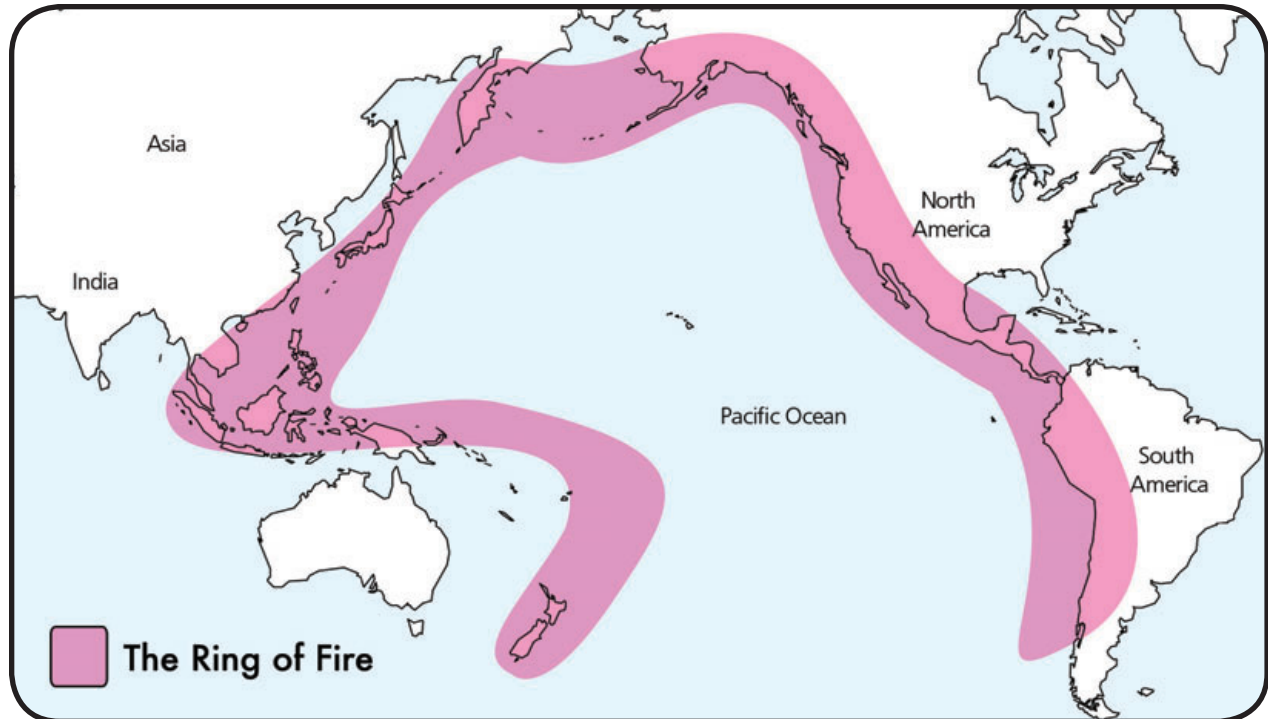 Asia
North
America
India
Pacific Ocean
South
America
The Ring of Fire